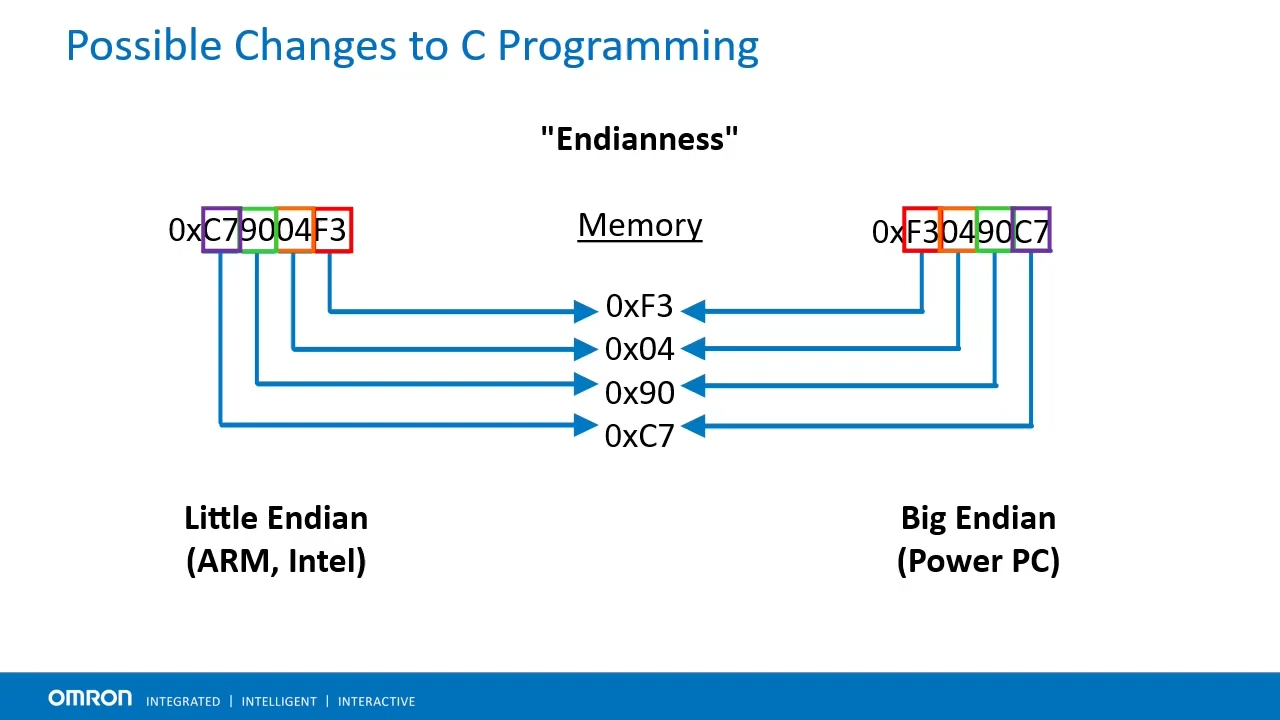 Possible Changes to C Programming
"Endianness"
0xC79004F3
Memory
0xF30490C7
0xF3
0x04
0x90
0xC7
Little Endian
(ARM, Intel)
Big Endian
(Power PC)
OMRON INTEGRATED | INTELLIGENT | INTERACTIVE